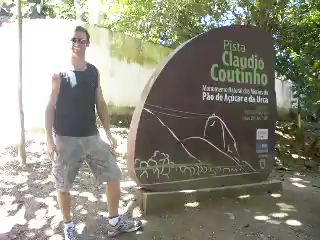 Pista
Claudio
Coutinho
Monumento Natural dos Morros do
Pão de Açúcar e da Urca